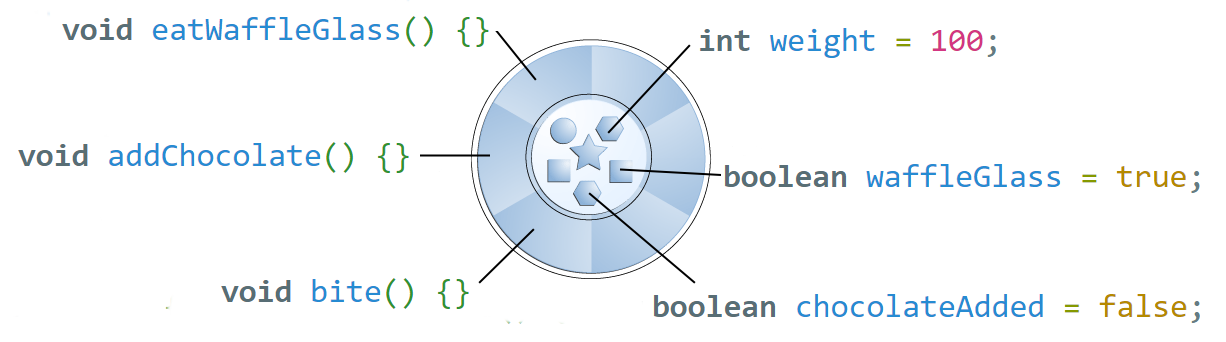 void eatWaffleGlass() {}
int weight = 100;
void addChocolate() {}
boolean waffleGlass = true;
void bite() {}
boolean chocolateAdded = false;